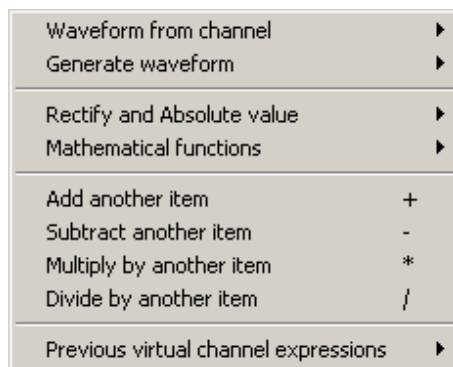 Waveform from channel
Generate waveform
Rectify and Absolute value
Mathematical functions
Add another item +
Subtract another item -
Multiply by another item *
Divide by another item /
Previous virtual channel expressions